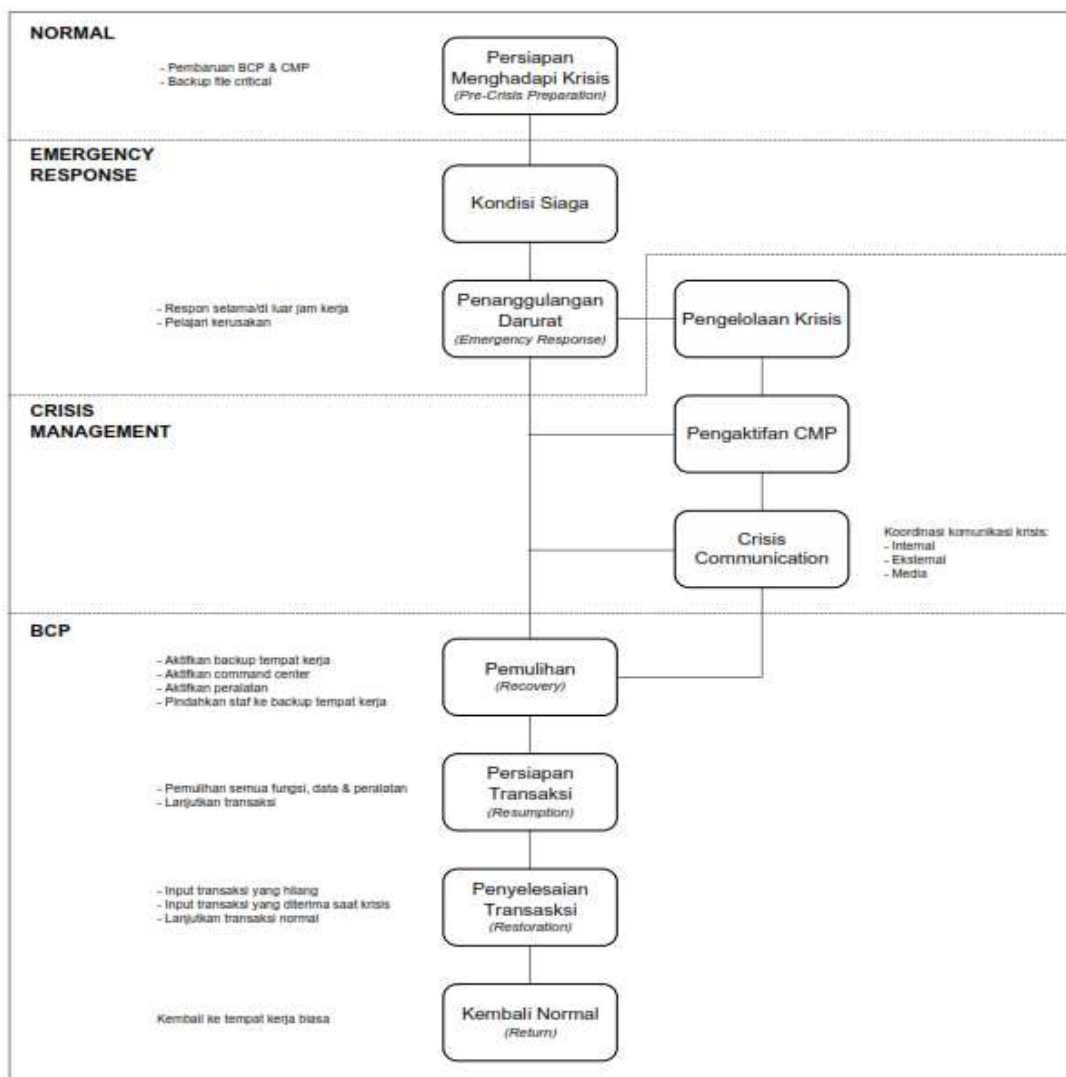 NORMAL
- Pembaruan BCP & CMP
- Backup file critical
Persiapan
Menghadapi Krisis
(Pre-Crisis Preparation)
EMERGENCY
RESPONSE
Kondisi Siaga
- Respon selama/di luar jam kerja
- Pelajari kerusakan
Penanggulangan
Darurat
(Emergency Response)
Pengelolaan Krisis
CRISIS
MANAGEMENT
Pengaktifan CMP
Crisis
Communication
Koordinasi komunikasi krisis:
- Internal
- Eksternal
- Media
BCP
- Aktifkan backup tempat kerja
- Aktifkan command center
- Aktifkan peralatan
- Pindahkan staf ke backup tempat kerja
Pemulihan
(Recovery)
- Pemulihan semua fungsi, data & peralatan
- Lanjutkan transaksi
Persiapan
Transaksi
(Resumption)
- Input transaksi yang hilang
- Input transaksi yang diterima saat krisis
- Lanjutkan transaksi normal
Penyelesaian
Transasksi
(Restoration)
Kembali ke tempat kerja biasa
Kembali Normal
(Return)